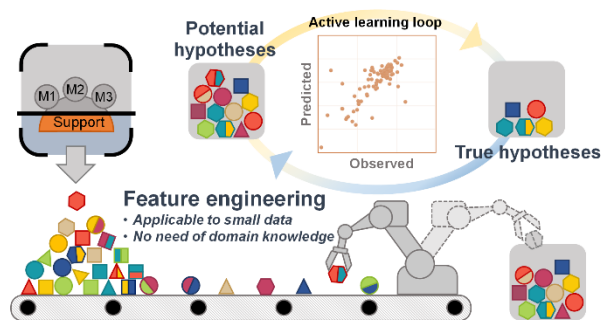 Potential
hypotheses
Active learning loop
M1
M2
M3
Support
Predicted
Observed
True hypotheses
Feature engineering
• Applicable to small data
• No need of domain knowledge